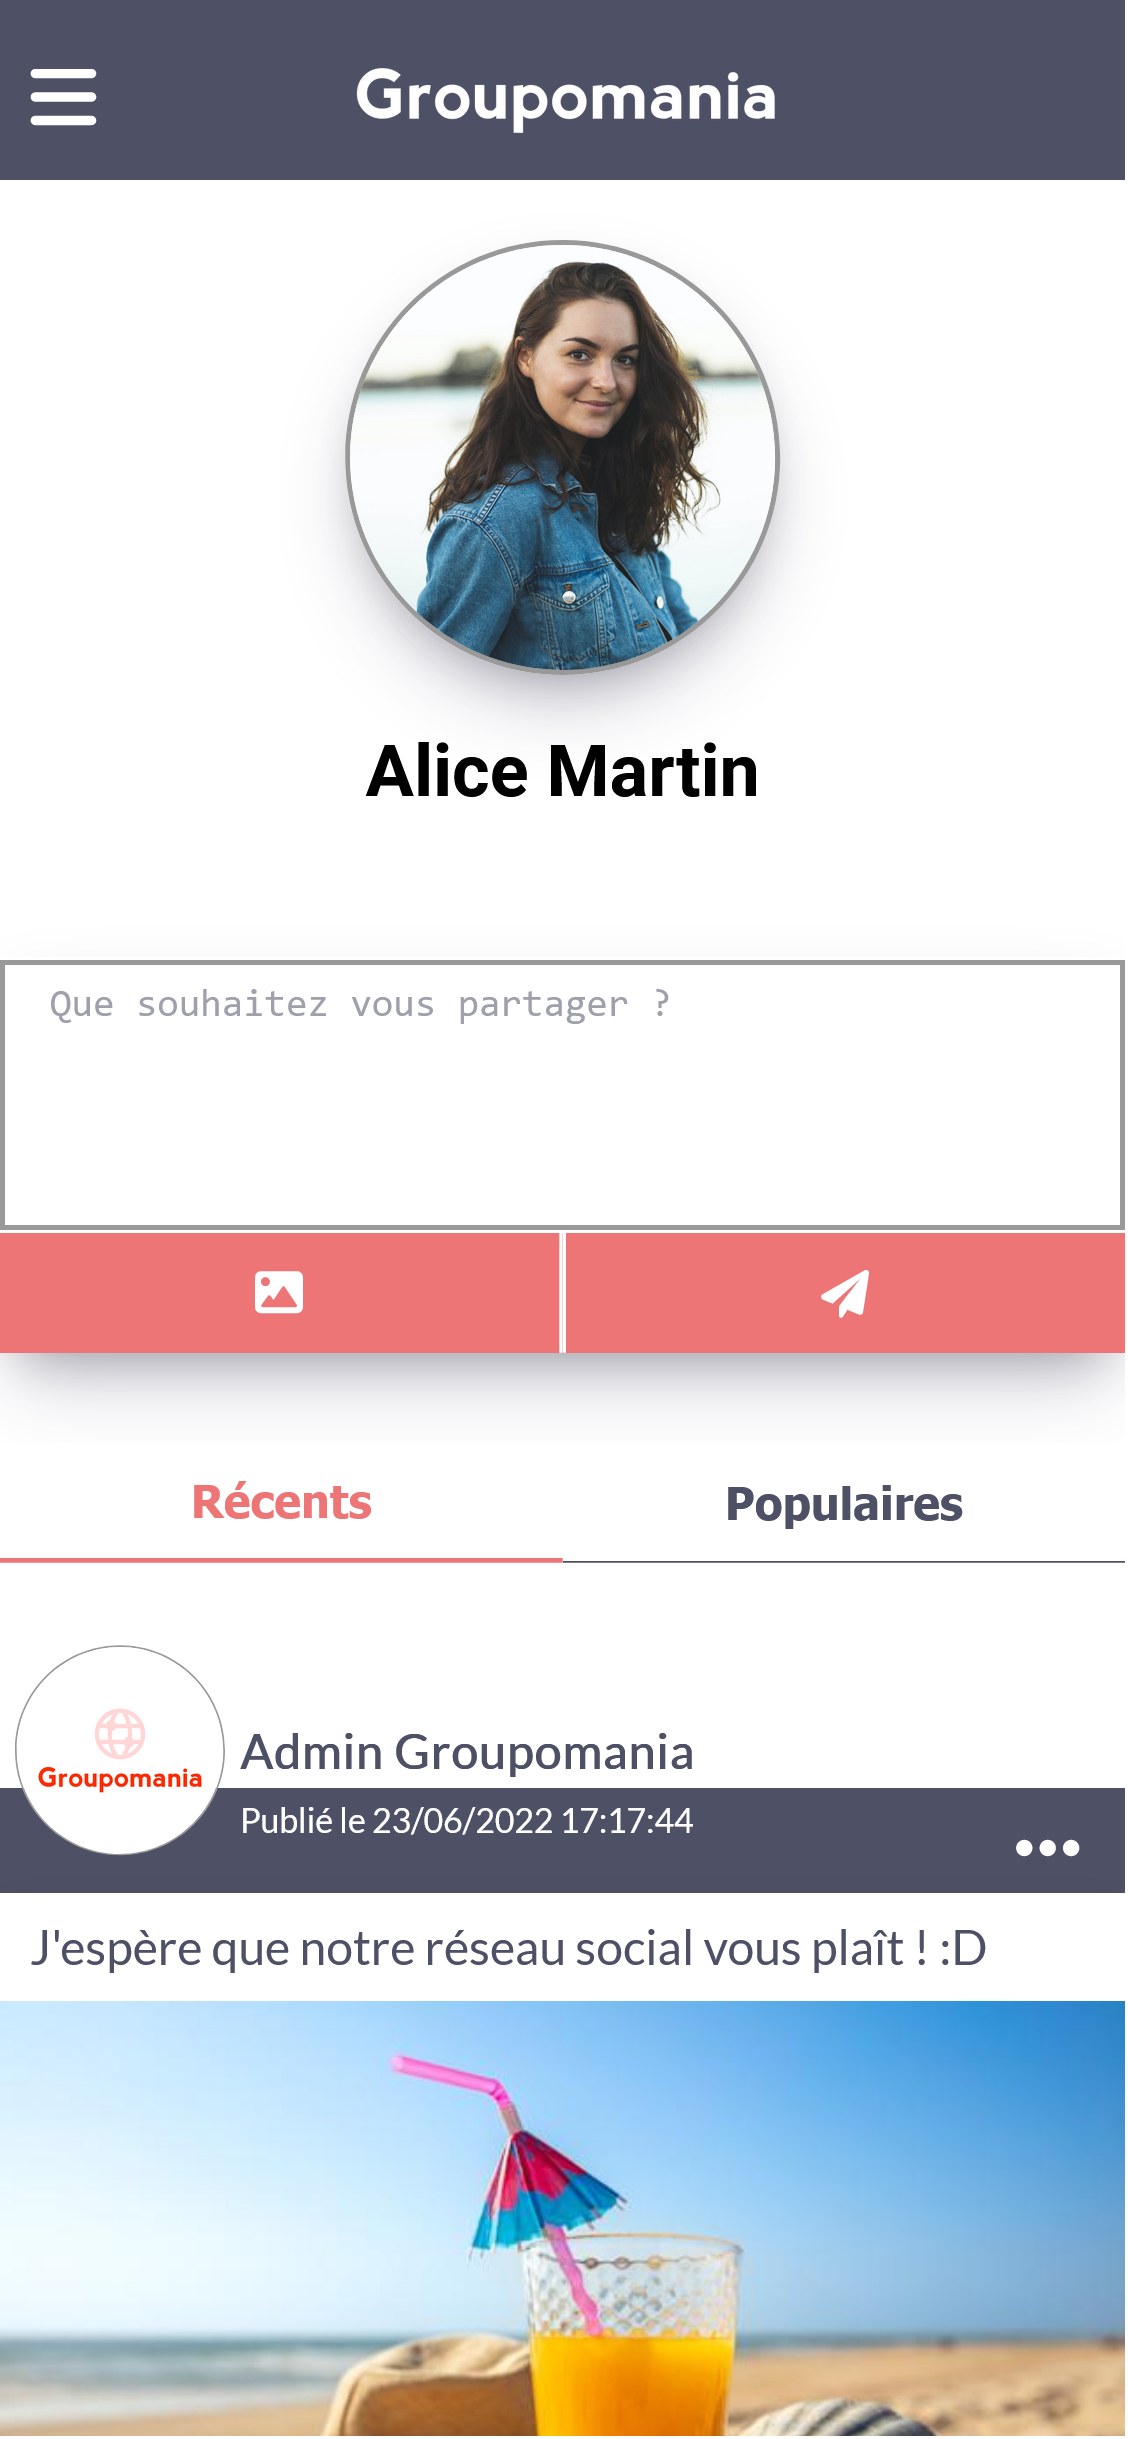 Groupomania
Alice Martin
Que souhaitez vous partager ?
Récents
Populaires
Groupomania
Admin Groupomania
Publié le 23/06/2022 17:17:44
J'espère que notre réseau social vous plaît ! :D